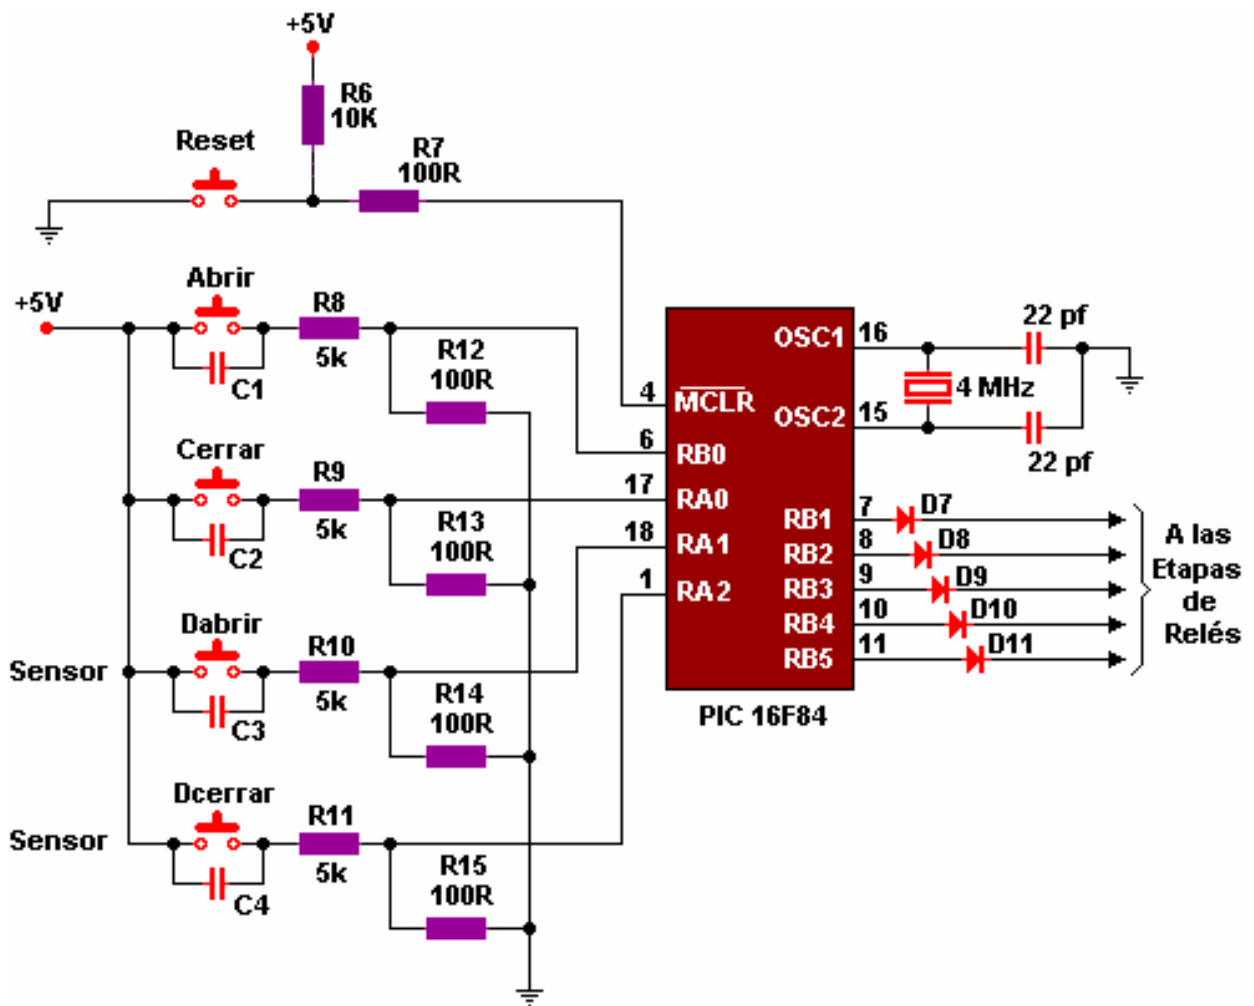 +5V
R6
10K
Reset
R7
100R
Abrir
+5V
R8
5k
C1
R12
100R
Cerrar
R9
5k
C2
R13
100R
Dabrir
Sensor
R10
5k
C3
R14
100R
Dcerrar
Sensor
R11
5k
C4
R15
100R
4
MCLR
6
RB0
17
RA0
18
RA1
1
RA2
OSC1
16
OSC2
15
22 pf
4 MHz
22 pf
RB1
7
D7
RB2
8
D8
RB3
9
D9
RB4
10
D10
RB5
11
D11
PIC 16F84
A las
Etapas
de
Relés